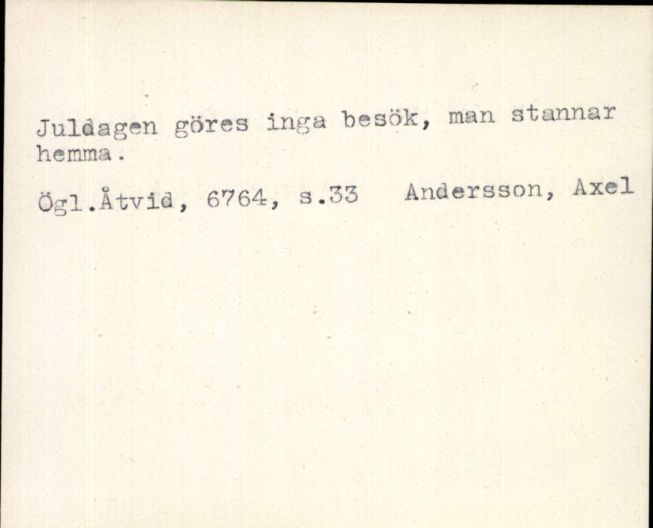 Juldagen göres inga besök, man stannar
hemma.
Ögl.Åtvid, 6764, s.33 Andersson, Axel